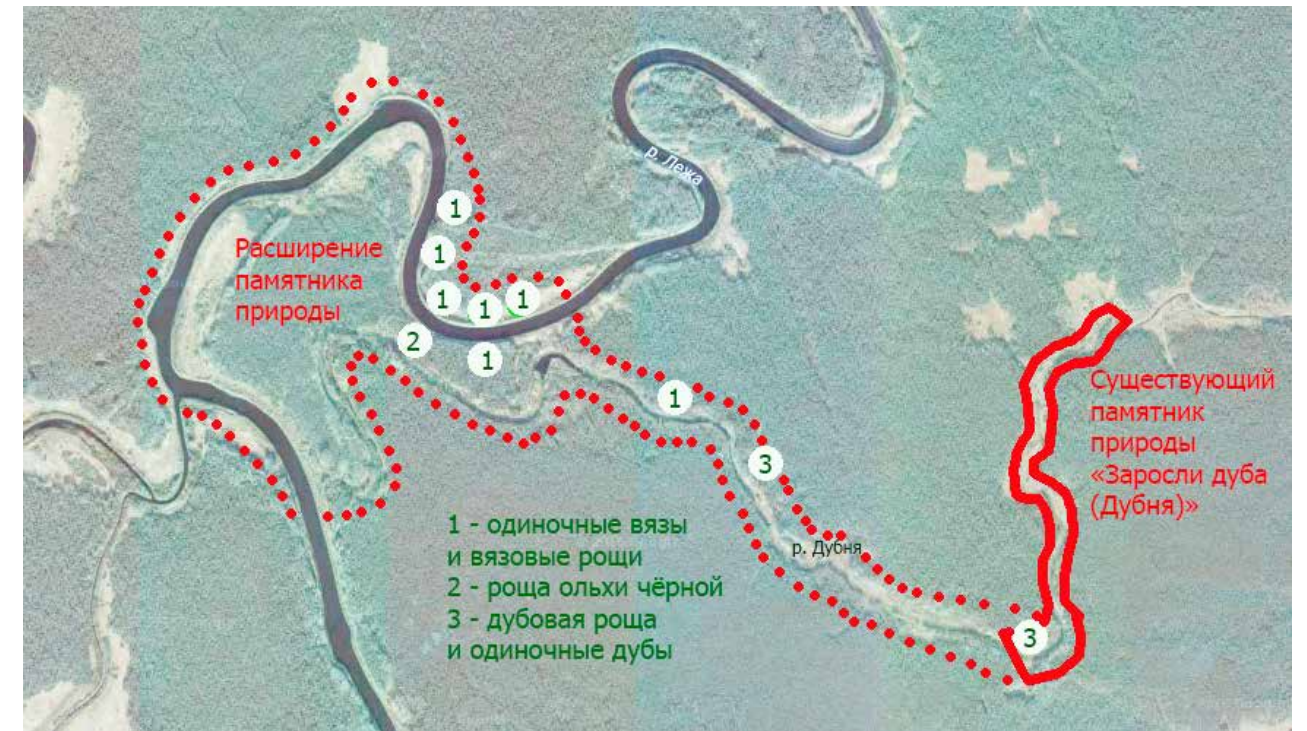 р. Лежа
1
1
1
1
1
2
1
Расширение
памятника
природы
1
3
р. Дубня
3
Существующий
памятник
природы
«Заросли дуба
(Дубня)»
1 - одиночные вязы
и вязовые рощи
2 - роща ольхи чёрной
3 - дубовая роща
и одиночные дубы